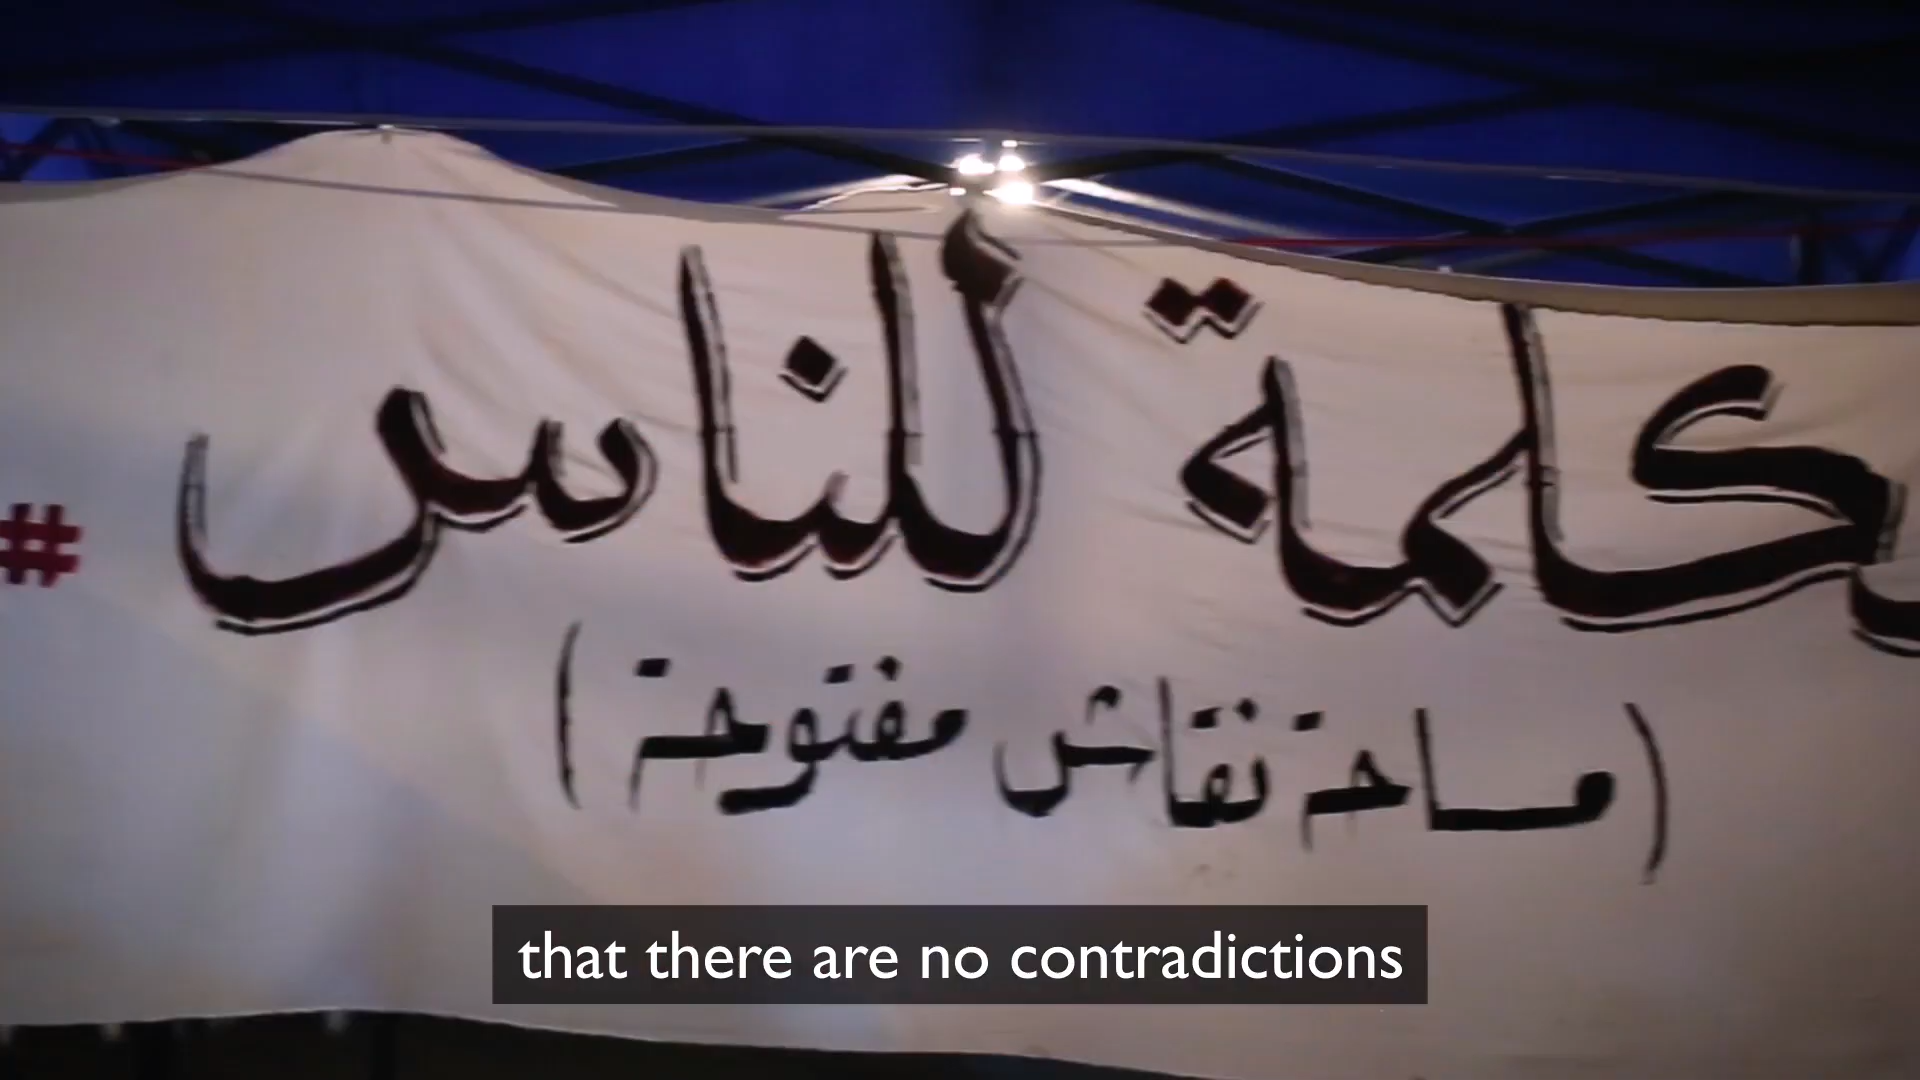 كلمة للناس #
(مساحة نقاش مفتوحة)
that there are no contradictions